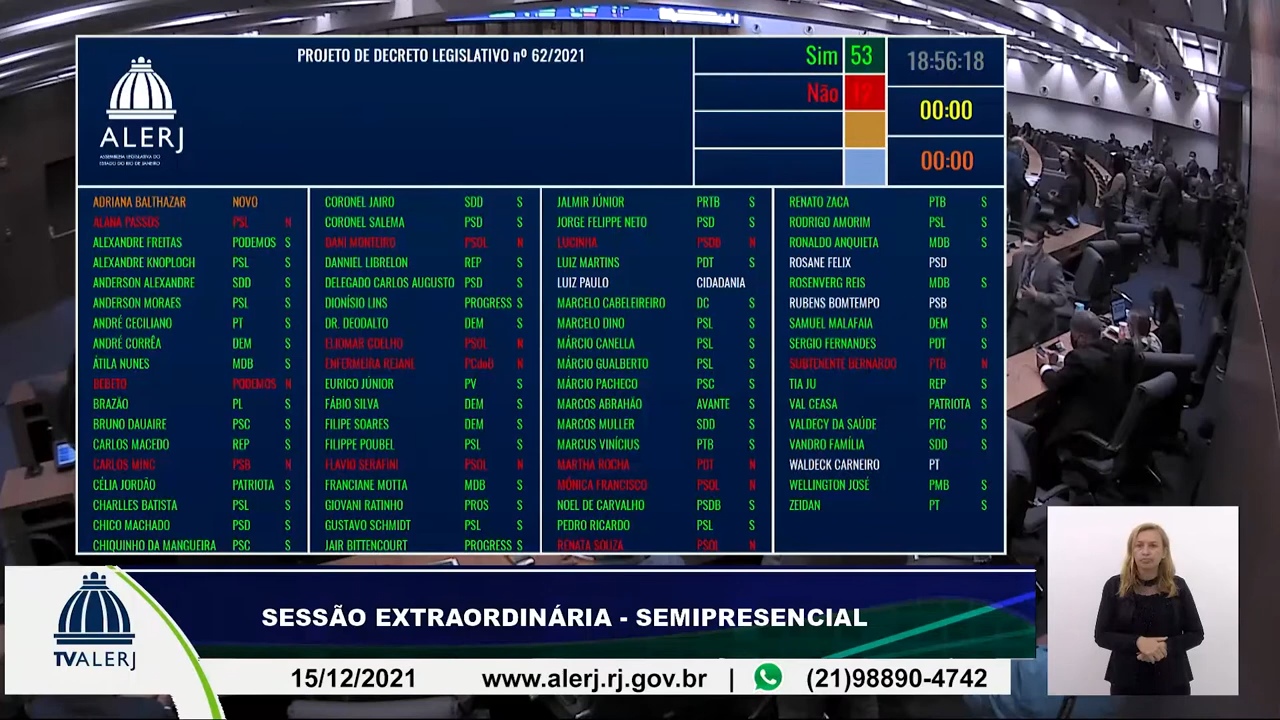 PROJETO DE DECRETO LEGISLATIVO nº 62/2021
Sim 53
Não 12
18:56:18
00:00
00:00
ALERJ
ASSEMBLEIA LEGISLATIVA DO
ESTADO DO RIO DE JANEIRO
ADRIANA BALTHAZAR NOVO
ALANA PASSOS PSL N
ALEXANDRE FREITAS PODEMOS S
ALEXANDRE KNOPLOCH PSL S
ANDERSON ALEXANDRE SDD S
ANDERSON MORAES PSL S
ANDRÉ CECILIANO PT S
ANDRÉ CORRÊA DEM S
ÁTILA NUNES MDB S
BEBETO PODEMOS N
BRAZÃO PL S
BRUNO DAUAIRE PSC S
CARLOS MACEDO REP S
CARLOS MINC PSB N
CÉLIA JORDÃO PATRIOTA S
CHARLLES BATISTA PSL S
CHICO MACHADO PSD S
CHIQUINHO DA MANGUEIRA PSC S
CORONEL JAIRO SDD S
CORONEL SALEMA PSD S
DANI MONTEIRO PSOL N
DANNIEL LIBRELON REP S
DELEGADO CARLOS AUGUSTO PSD S
DIONÍSIO LINS PROGRESS S
DR. DEODALTO DEM S
ELIOMAR COELHO PSOL N
ENFERMEIRA REJANE PCdoB N
EURICO JÚNIOR PV S
FÁBIO SILVA DEM S
FILIPE SOARES DEM S
FILIPPE POUBEL PSL S
FLAVIO SERAFINI PSOL N
FRANCIANE MOTTA MDB S
GIOVANI RATINHO PROS S
GUSTAVO SCHMIDT PSL S
JAIR BITTENCOURT PROGRESS S
JALMIR JÚNIOR PRTB S
JORGE FELIPPE NETO PSD S
LUCINHA PSDB N
LUIZ MARTINS PDT S
LUIZ PAULO CIDADANIA
MARCELO CABELEIREIRO DC S
MARCELO DINO PSL S
MÁRCIO CANELLA PSL S
MÁRCIO GUALBERTO PSL S
MÁRCIO PACHECO PSC S
MARCOS ABRAHÃO AVANTE S
MARCOS MULLER SDD S
MARCUS VINÍCIUS PTB S
MARTHA ROCHA PDT N
MÔNICA FRANCISCO PSOL N
NOEL DE CARVALHO PSDB S
PEDRO RICARDO PSL S
RENATA SOUZA PSOL N
RENATO ZACA PTB S
RODRIGO AMORIM PSL S
RONALDO ANQUIETA MDB S
ROSANE FELIX PSD
ROSENVERG REIS MDB S
RUBENS BOMTEMPO PSB
SAMUEL MALAFAIA DEM S
SERGIO FERNANDES PDT S
SUBTENENTE BERNARDO PTB N
TIA JU REP S
VAL CEASA PATRIOTA S
VALDECY DA SAÚDE PTC S
VANDRO FAMÍLIA SDD S
WALDECK CARNEIRO PT
WELLINGTON JOSÉ PMB S
ZEIDAN PT S
TVALERJ
SESSÃO EXTRAORDINÁRIA - SEMIPRESENCIAL
15/12/2021 www.alerj.rj.gov.br | (21)98890-4742